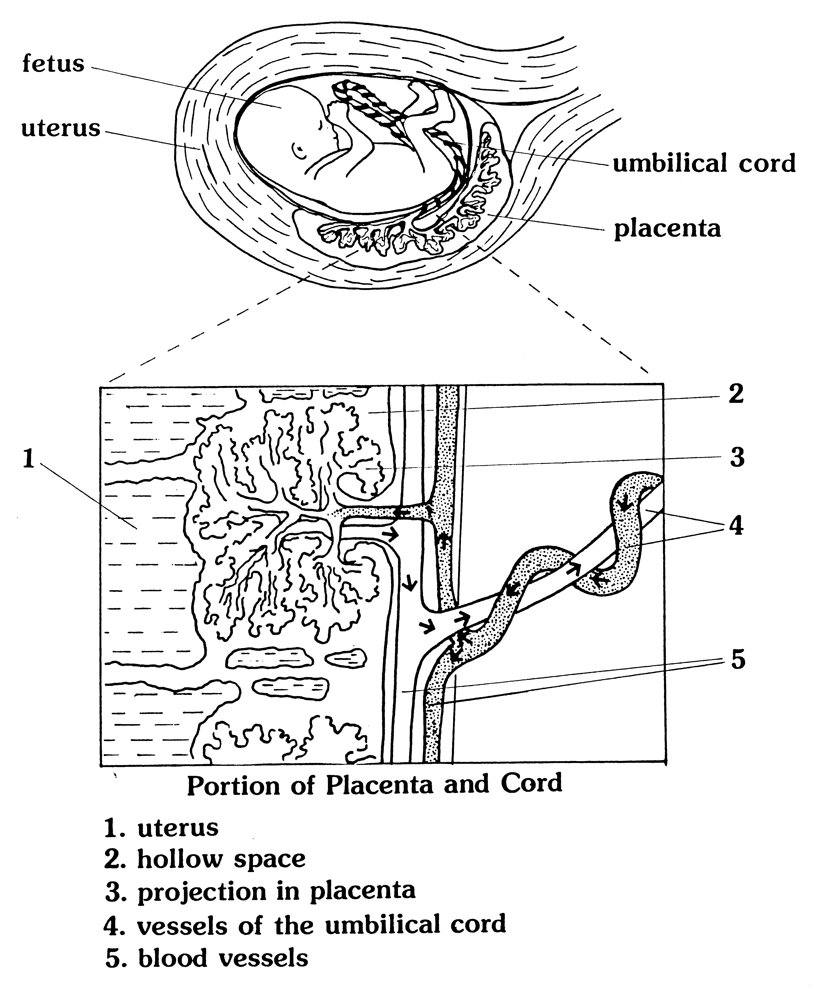 fetus
uterus
umbilical cord
placenta
2
3
1
4
5
Portion of Placenta and Cord
1. uterus
2. hollow space
3. projection in placenta
4. vessels of the umbilical cord
5. blood vessels